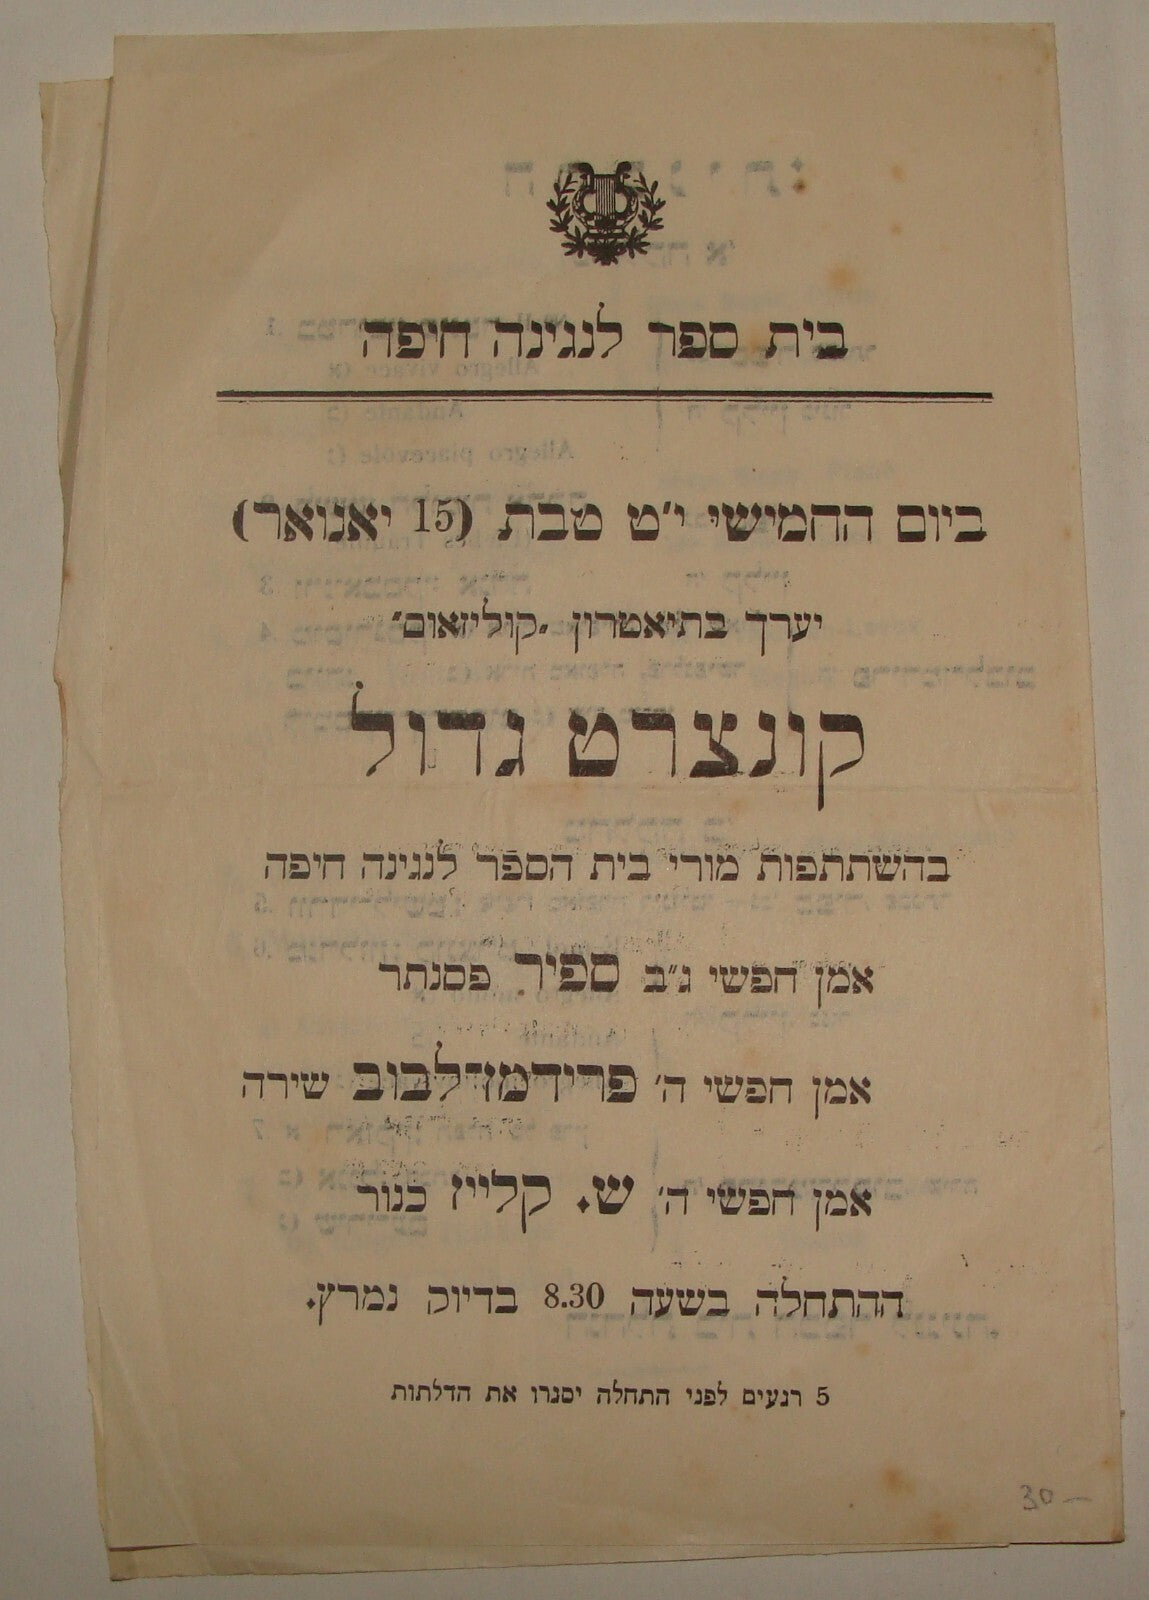 בית ספר לנגינה חיפה
ביום החמישי י״ט טבת (15 יאנואר)
יערך בתיאטרון „קוליזאום״
קונצרט גדול
בהשתתפות מורי בית הספר לנגינה חיפה
אמן חפשי ג״ב ספיר פסנתר
אמן חפשי ה׳ פרידמן־לבוב שירה
אמן חפשי ה׳ ש. קלייז כנור
ההתחלה בשעה 8.30 בדיוק נמרץ.
5 רגעים לפני התחלה יסגרו את הדלתות
30 —